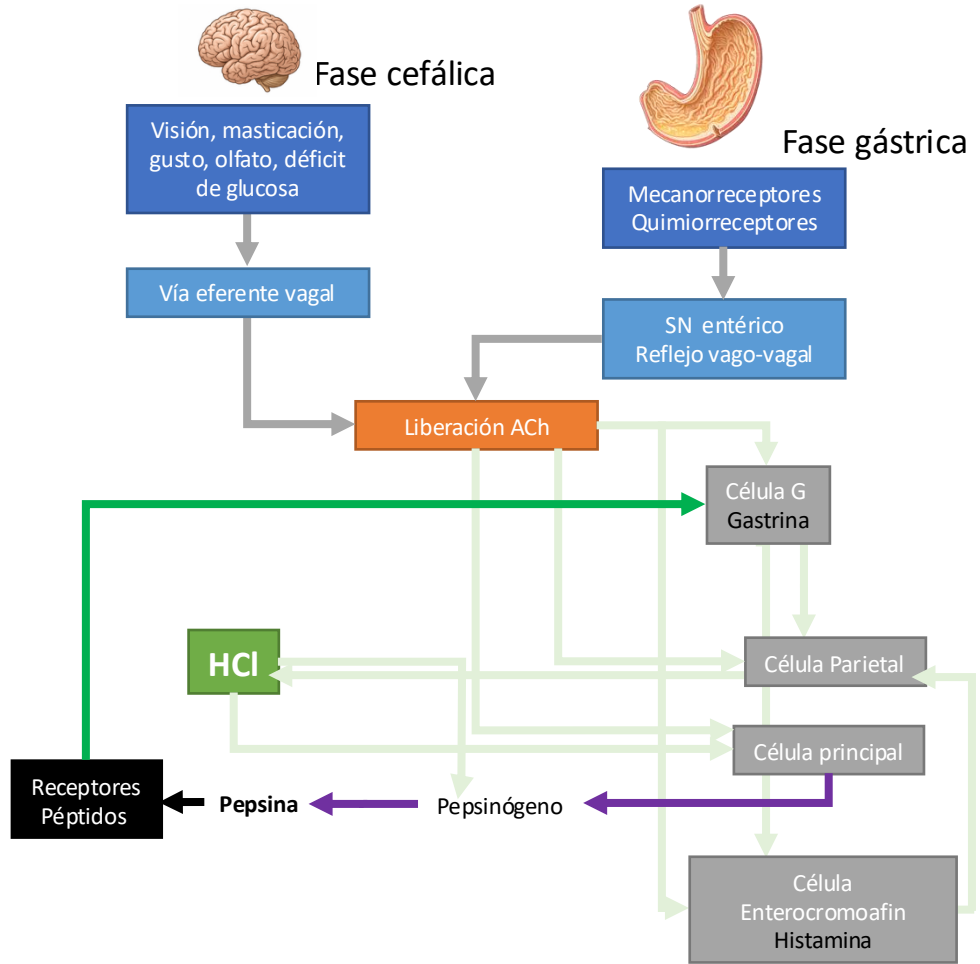 Fase cefálica
Visión, masticación,
gusto, olfato, déficit
de glucosa
Vía eferente vagal
Fase gástrica
Mecanorreceptores
Quimiorreceptores
SN entérico
Reflejo vago-vagal
Liberación ACh
Célula G
Gastrina
HCl
Célula Parietal
Célula principal
Receptores
Péptidos
Pepsina
Pepsinógeno
Célula
Enterocromoafin
Histamina